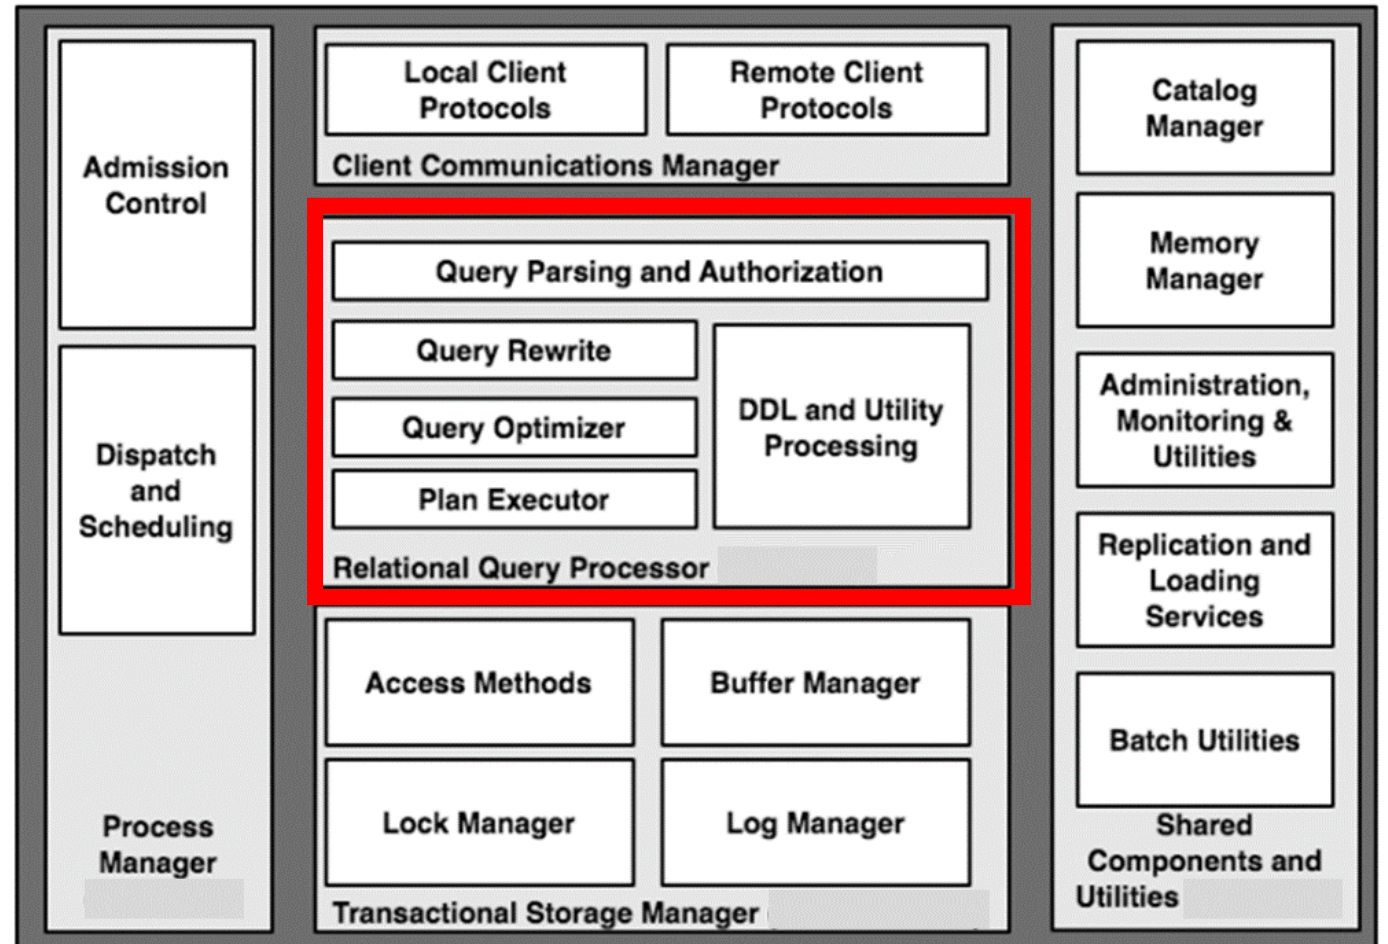 Admission
Control
Dispatch
and
Scheduling
Process
Manager
Local Client
Protocols
Remote Client
Protocols
Client Communications Manager
Query Parsing and Authorization
Query Rewrite
Query Optimizer
Plan Executor
DDL and Utility
Processing
Relational Query Processor
Access Methods
Buffer Manager
Lock Manager
Log Manager
Transactional Storage Manager
Catalog
Manager
Memory
Manager
Administration,
Monitoring &
Utilities
Replication and
Loading
Services
Batch Utilities
Shared
Components and
Utilities